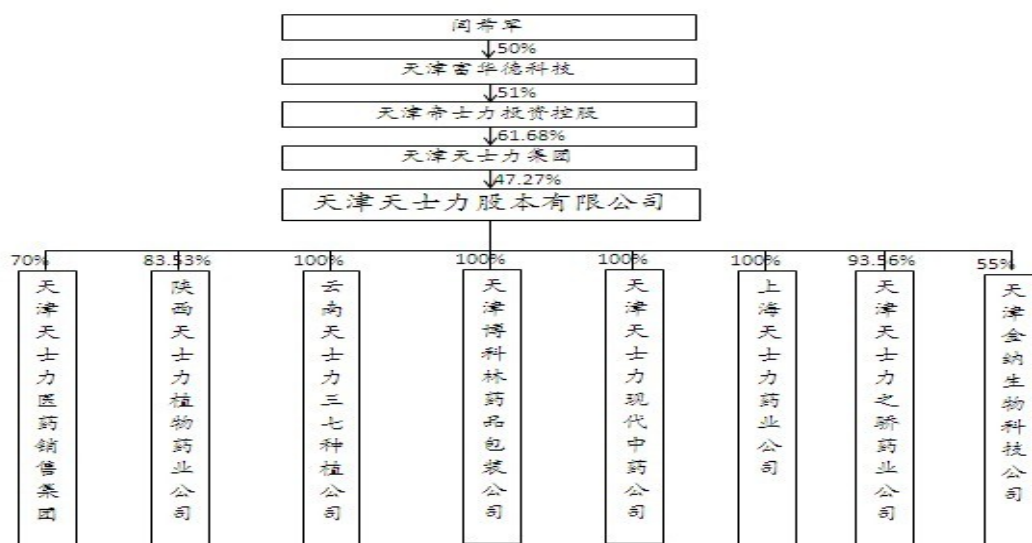 闫希军
50%
天津富华德科技
51%
天津帝士力投资控股
61.68%
天津天士力集团
47.27%
天津天士力股本有限公司
70%
83.53%
100%
100%
100%
100%
93.56%
55%
天津天士力医药销售集团
陕西天士力植物药业公司
云南天士力三七种植公司
天津博科林药品包装公司
天津天士力现代中药公司
上海天士力药业公司
天津天士力之骄药业公司
天津金纳生物科技公司